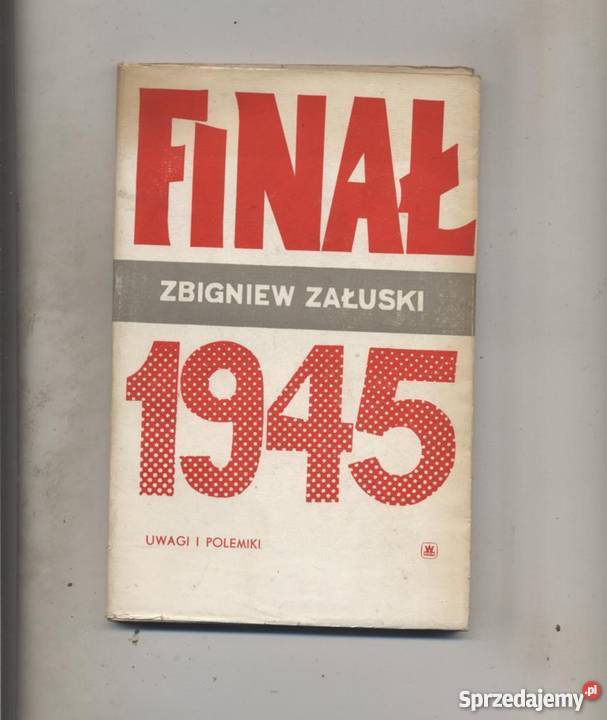 FiNAŁ
ZBIGNIEW ZAŁUSKI
1945
UWAGI I POLEMIKI
Sprzedajemy.pl